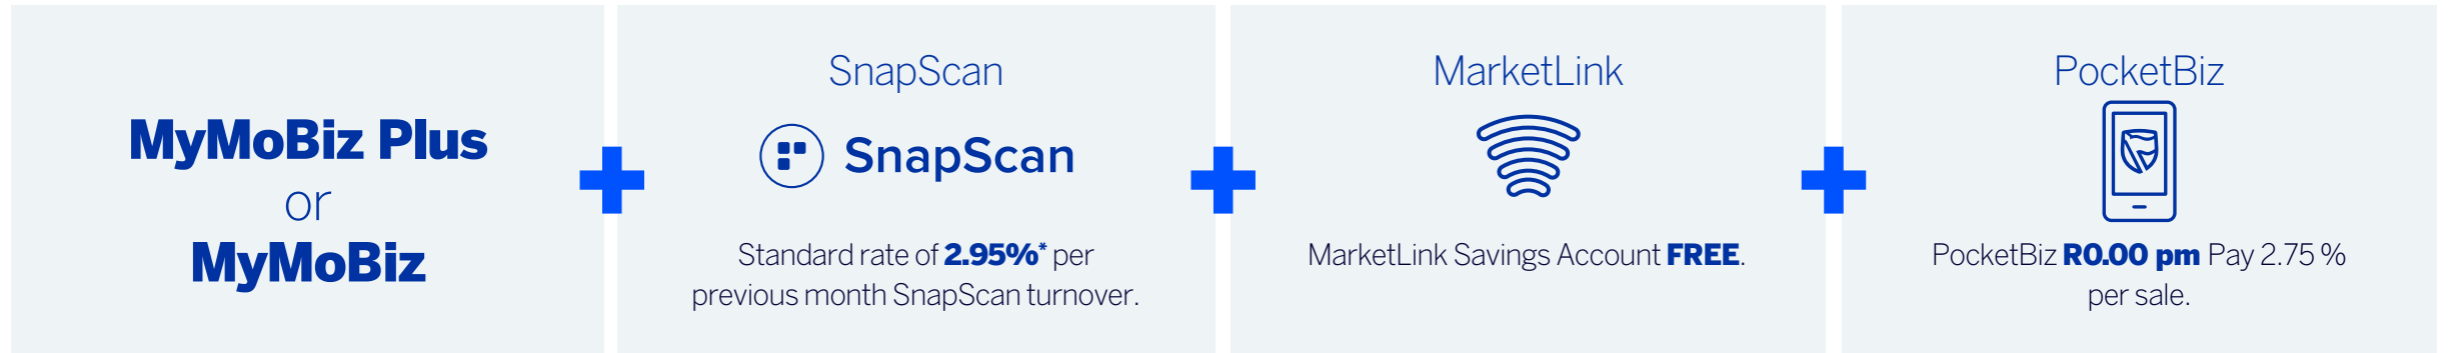 MyMoBiz Plus
or
MyMoBiz
SnapScan
SnapScan
Standard rate of 2.95%* per
previous month SnapScan turnover.
MarketLink
MarketLink Savings Account FREE.
PocketBiz
PocketBiz R0.00 pm Pay 2.75 %
per sale.